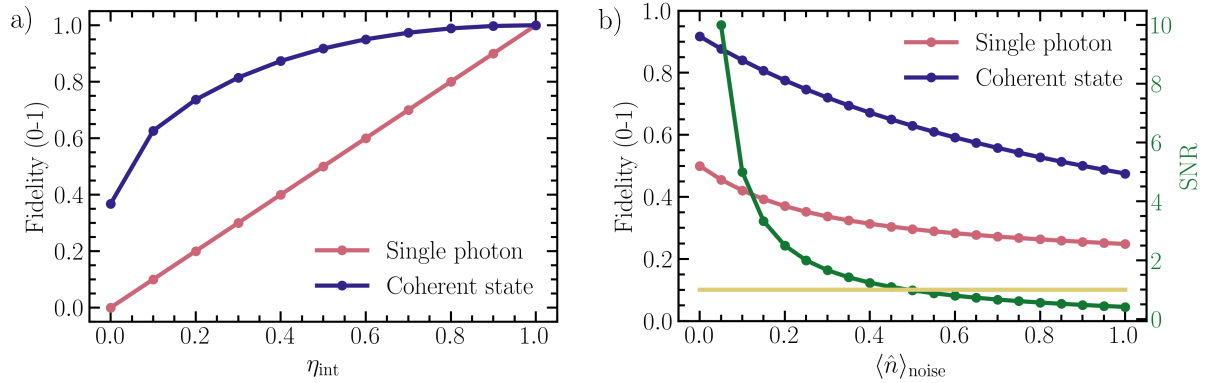 a)
Fidelity (0-1)
1.0
0.8
0.6
0.4
0.2
0.0
Single photon
Coherent state
0.0 0.2 0.4 0.6 0.8 1.0
η_int
b)
Fidelity (0-1)
1.0
0.8
0.6
0.4
0.2
0.0
Single photon
Coherent state
10
8
6
4
2
0
SNR
0.0 0.2 0.4 0.6 0.8 1.0
⟨n̂⟩_noise